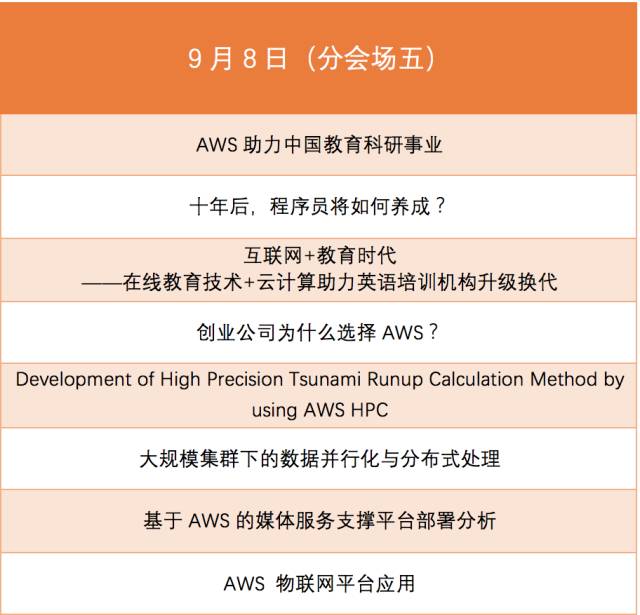 9 月 8 日（分会场五）
AWS 助力中国教育科研事业
十年后，程序员将如何养成？
互联网+教育时代
——在线教育技术+云计算助力英语培训机构升级换代
创业公司为什么选择 AWS？
Development of High Precision Tsunami Runup Calculation Method by
using AWS HPC
大规模集群下的数据并行化与分布式处理
基于 AWS 的媒体服务支撑平台部署分析
AWS 物联网平台应用